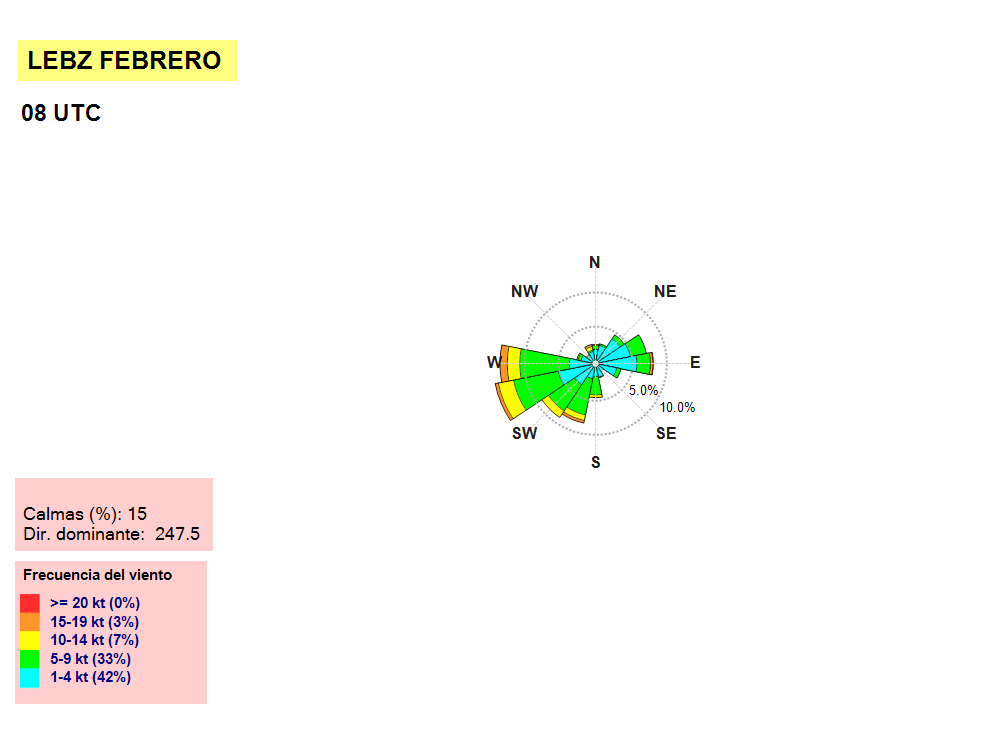 LEBZ FEBRERO
08 UTC
N
NW
NE
W
E
5.0%
10.0%
SW
SE
S
Calmas (%): 15
Dir. dominante: 247.5
Frecuencia del viento
>= 20 kt (0%)
15-19 kt (3%)
10-14 kt (7%)
5-9 kt (33%)
1-4 kt (42%)